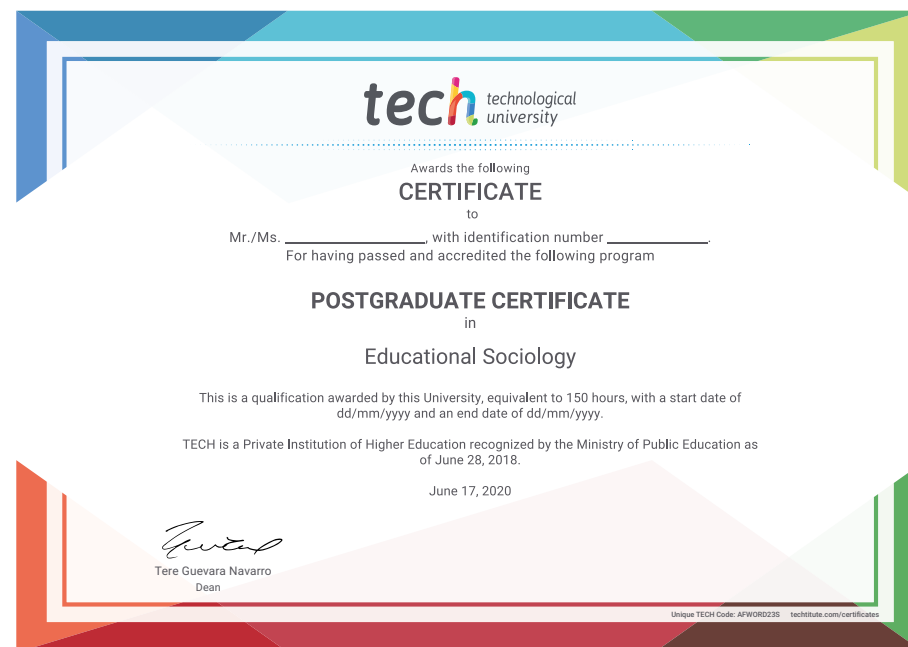 tech technological
university
Awards the following
CERTIFICATE
to
Mr./Ms. ____________________, with identification number ______________.
For having passed and accredited the following program
POSTGRADUATE CERTIFICATE
in
Educational Sociology
This is a qualification awarded by this University, equivalent to 150 hours, with a start date of
dd/mm/yyyy and an end date of dd/mm/yyyy.
TECH is a Private Institution of Higher Education recognized by the Ministry of Public Education as
of June 28, 2018.
June 17, 2020
Tere Guevara Navarro
Dean
Unique TECH Code: AFWORD23S techtitute.com/certificates